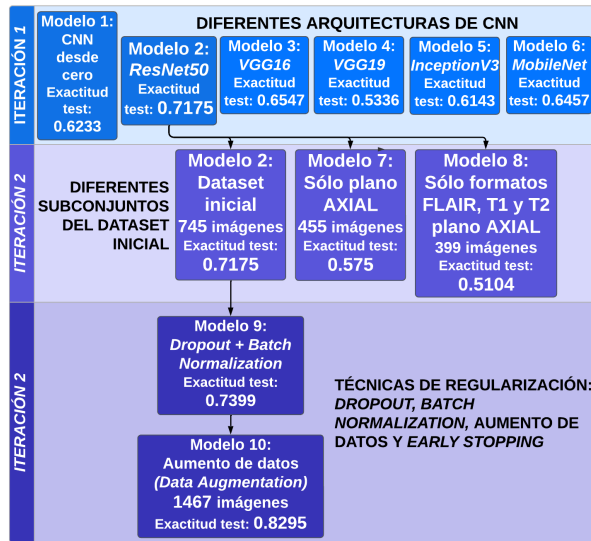 ITERACIÓN 1
DIFERENTES ARQUITECTURAS DE CNN
Modelo 1:
CNN
desde
cero
Exactitud
test:
0.6233
Modelo 2:
ResNet50
Exactitud
test: 0.7175
Modelo 3:
VGG16
Exactitud
test: 0.6547
Modelo 4:
VGG19
Exactitud
test: 0.5336
Modelo 5:
InceptionV3
Exactitud
test: 0.6143
Modelo 6:
MobileNet
Exactitud
test: 0.6457
ITERACIÓN 2
DIFERENTES
SUBCONJUNTOS
DEL DATASET
INICIAL
Modelo 2:
Dataset
inicial
745 imágenes
Exactitud test:
0.7175
Modelo 7:
Sólo plano
AXIAL
455 imágenes
Exactitud test:
0.575
Modelo 8:
Sólo formatos
FLAIR, T1 y T2
plano AXIAL
399 imágenes
Exactitud test:
0.5104
ITERACIÓN 2
Modelo 9:
Dropout + Batch
Normalization
Exactitud test:
0.7399
Modelo 10:
Aumento de datos
(Data Augmentation)
1467 imágenes
Exactitud test: 0.8295
TÉCNICAS DE REGULARIZACIÓN:
DROPOUT, BATCH
NORMALIZATION, AUMENTO DE
DATOS Y EARLY STOPPING